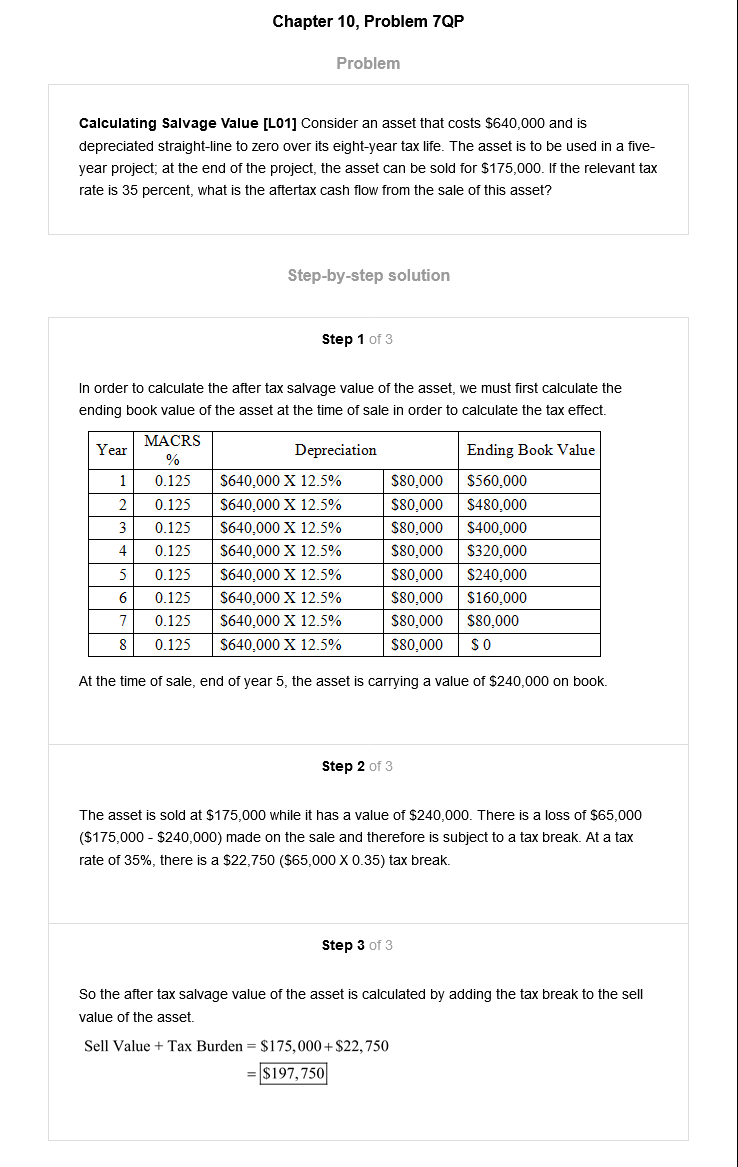 Chapter 10, Problem 7QP
Problem
Calculating Salvage Value [L01] Consider an asset that costs $640,000 and is
depreciated straight-line to zero over its eight-year tax life. The asset is to be used in a five-
year project; at the end of the project, the asset can be sold for $175,000. If the relevant tax
rate is 35 percent, what is the aftertax cash flow from the sale of this asset?
Step-by-step solution
Step 1 of 3
In order to calculate the after tax salvage value of the asset, we must first calculate the
ending book value of the asset at the time of sale in order to calculate the tax effect.
Year MACRS % Depreciation Ending Book Value
1 0.125 $640,000 X 12.5% $80,000 $560,000
2 0.125 $640,000 X 12.5% $80,000 $480,000
3 0.125 $640,000 X 12.5% $80,000 $400,000
4 0.125 $640,000 X 12.5% $80,000 $320,000
5 0.125 $640,000 X 12.5% $80,000 $240,000
6 0.125 $640,000 X 12.5% $80,000 $160,000
7 0.125 $640,000 X 12.5% $80,000 $80,000
8 0.125 $640,000 X 12.5% $80,000 $ 0
At the time of sale, end of year 5, the asset is carrying a value of $240,000 on book.
Step 2 of 3
The asset is sold at $175,000 while it has a value of $240,000. There is a loss of $65,000
($175,000 - $240,000) made on the sale and therefore is subject to a tax break. At a tax
rate of 35%, there is a $22,750 ($65,000 X 0.35) tax break.
Step 3 of 3
So the after tax salvage value of the asset is calculated by adding the tax break to the sell
value of the asset.
Sell Value + Tax Burden = $175,000 + $22,750
= $197,750